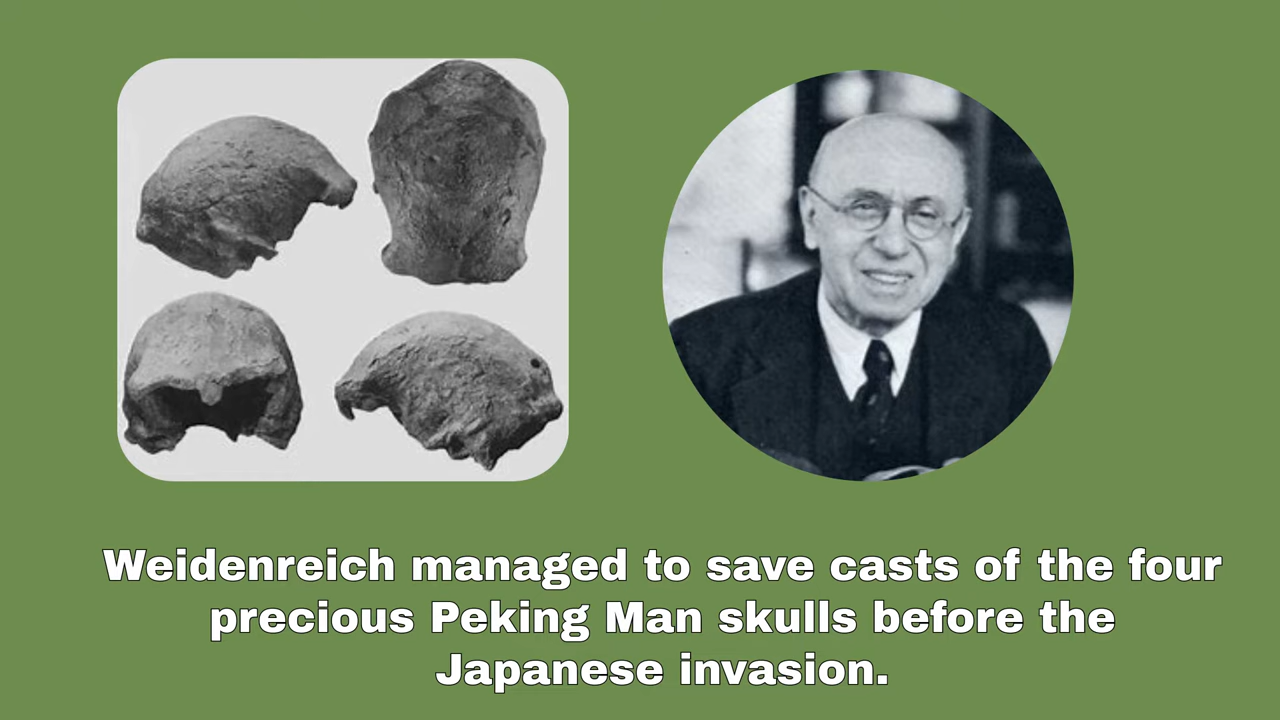 Weidenreich managed to save casts of the four
precious Peking Man skulls before the
Japanese invasion.